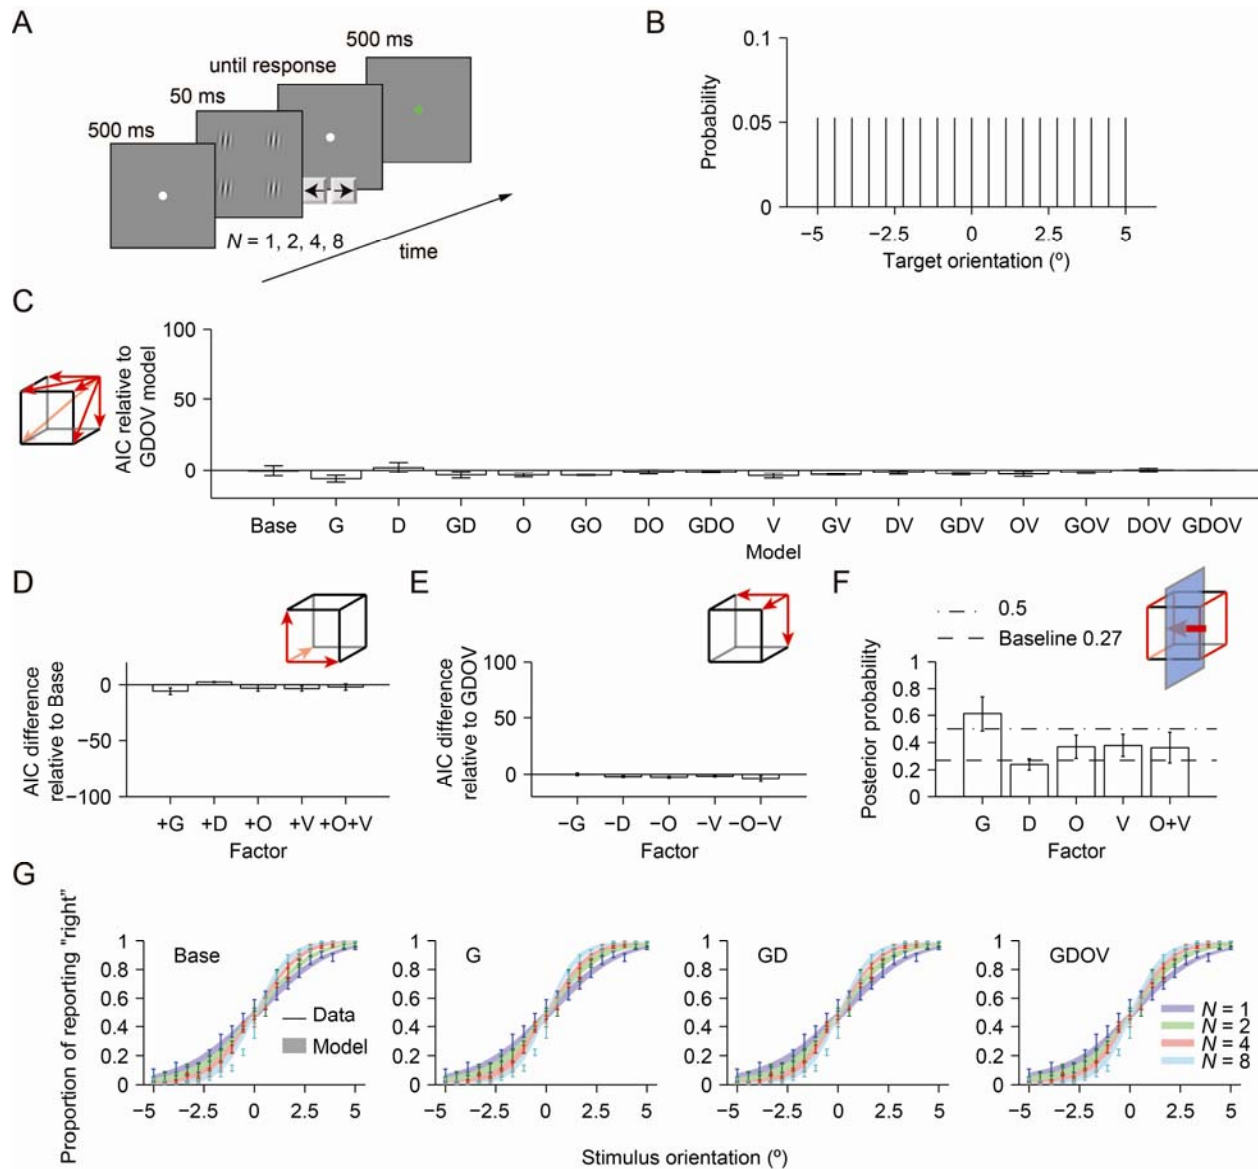 A
500 ms
50 ms
until response
500 ms
N = 1, 2, 4, 8
time
B
Probability
0.1
0.05
0
−5
−2.5
0
2.5
5
Target orientation (º)
C
AIC relative to
GDOV model
100
50
0
Base G D GD O GO DO GDO V GV DV GDV OV GOV DOV GDOV
Model
D
AIC difference
relative to Base
0
−50
−100
+G +D +O +V +O+V
Factor
E
AIC difference
relative to GDOV
100
50
0
−G −D −O −V −O−V
Factor
F
0.5
Baseline 0.27
Posterior probability
1
0.8
0.6
0.4
0.2
0
G D O V O+V
Factor
G
Proportion of reporting "right"
1
0.8
0.6
0.4
0.2
0
Base
Data
Model
−5 −2.5 0 2.5 5
1
0.8
0.6
0.4
0.2
0
G
−5 −2.5 0 2.5 5
1
0.8
0.6
0.4
0.2
0
GD
−5 −2.5 0 2.5 5
1
0.8
0.6
0.4
0.2
0
GDOV
N = 1
N = 2
N = 4
N = 8
−5 −2.5 0 2.5 5
Stimulus orientation (º)